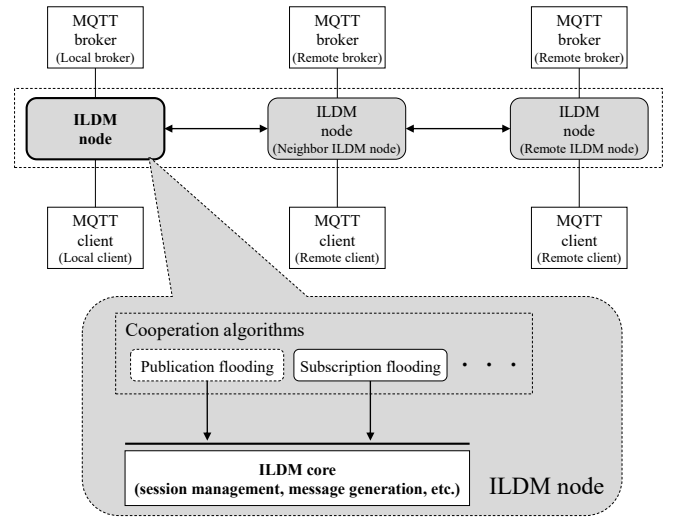 MQTT
broker
(Local broker)
MQTT
broker
(Remote broker)
MQTT
broker
(Remote broker)
ILDM
node
ILDM
node
(Neighbor ILDM node)
ILDM
node
(Remote ILDM node)
MQTT
client
(Local client)
MQTT
client
(Remote client)
MQTT
client
(Remote client)
Cooperation algorithms
Publication flooding
Subscription flooding
· · ·
ILDM core
(session management, message generation, etc.)
ILDM node